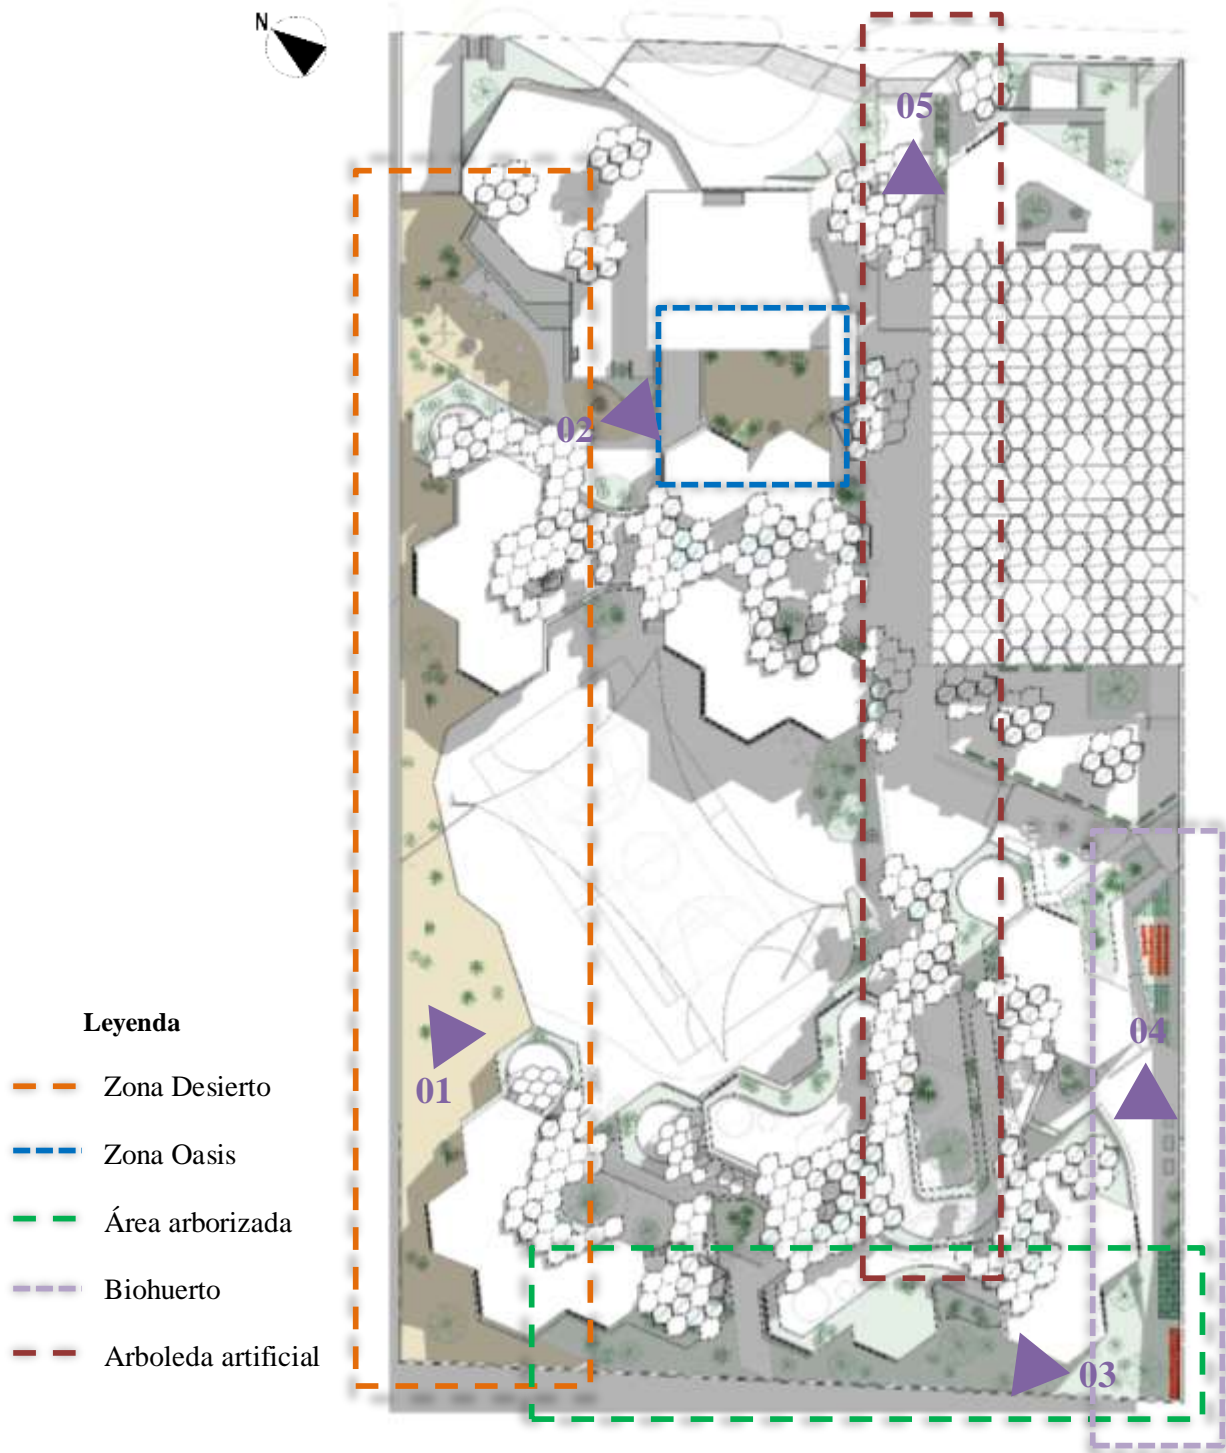 N
05
02
04
01
03
Leyenda
Zona Desierto
Zona Oasis
Área arborizada
Biohuerto
Arboleda artificial